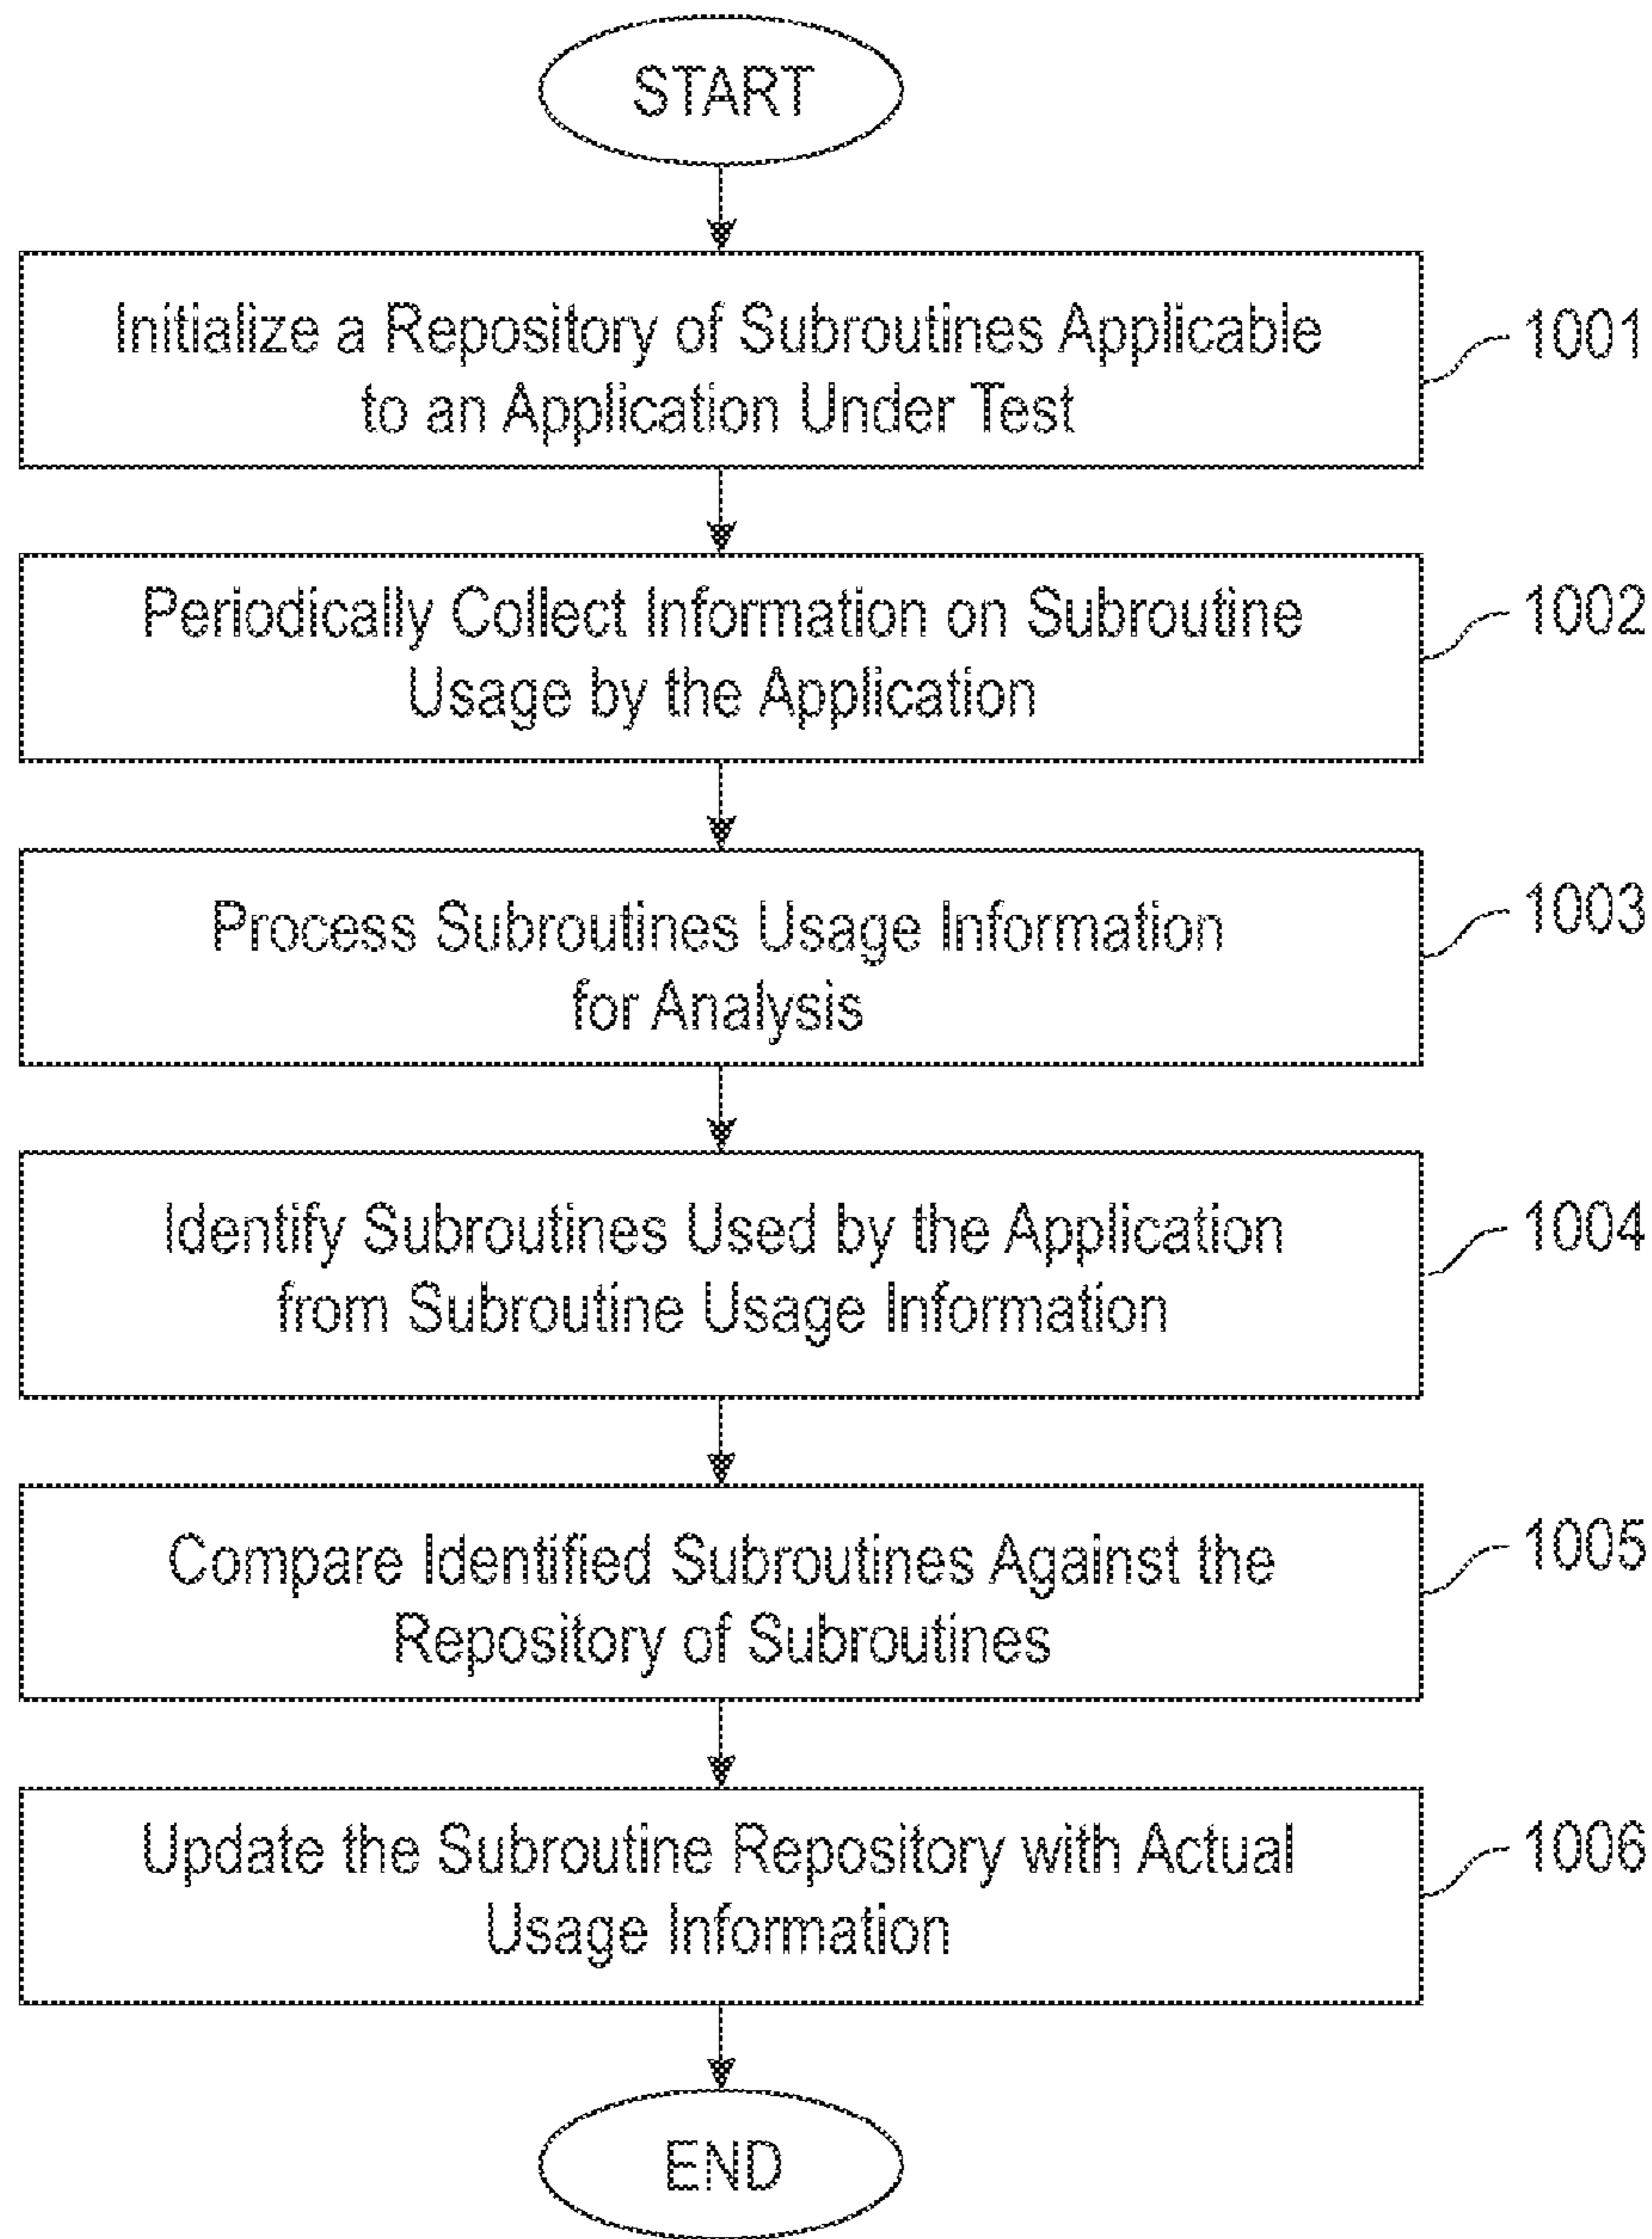 START
Initialize a Repository of Subroutines Applicable
to an Application Under Test
1001
Periodically Collect Information on Subroutine
Usage by the Application
1002
Process Subroutines Usage Information
for Analysis
1003
Identify Subroutines Used by the Application
from Subroutine Usage Information
1004
Compare Identified Subroutines Against the
Repository of Subroutines
1005
Update the Subroutine Repository with Actual
Usage Information
1006
END